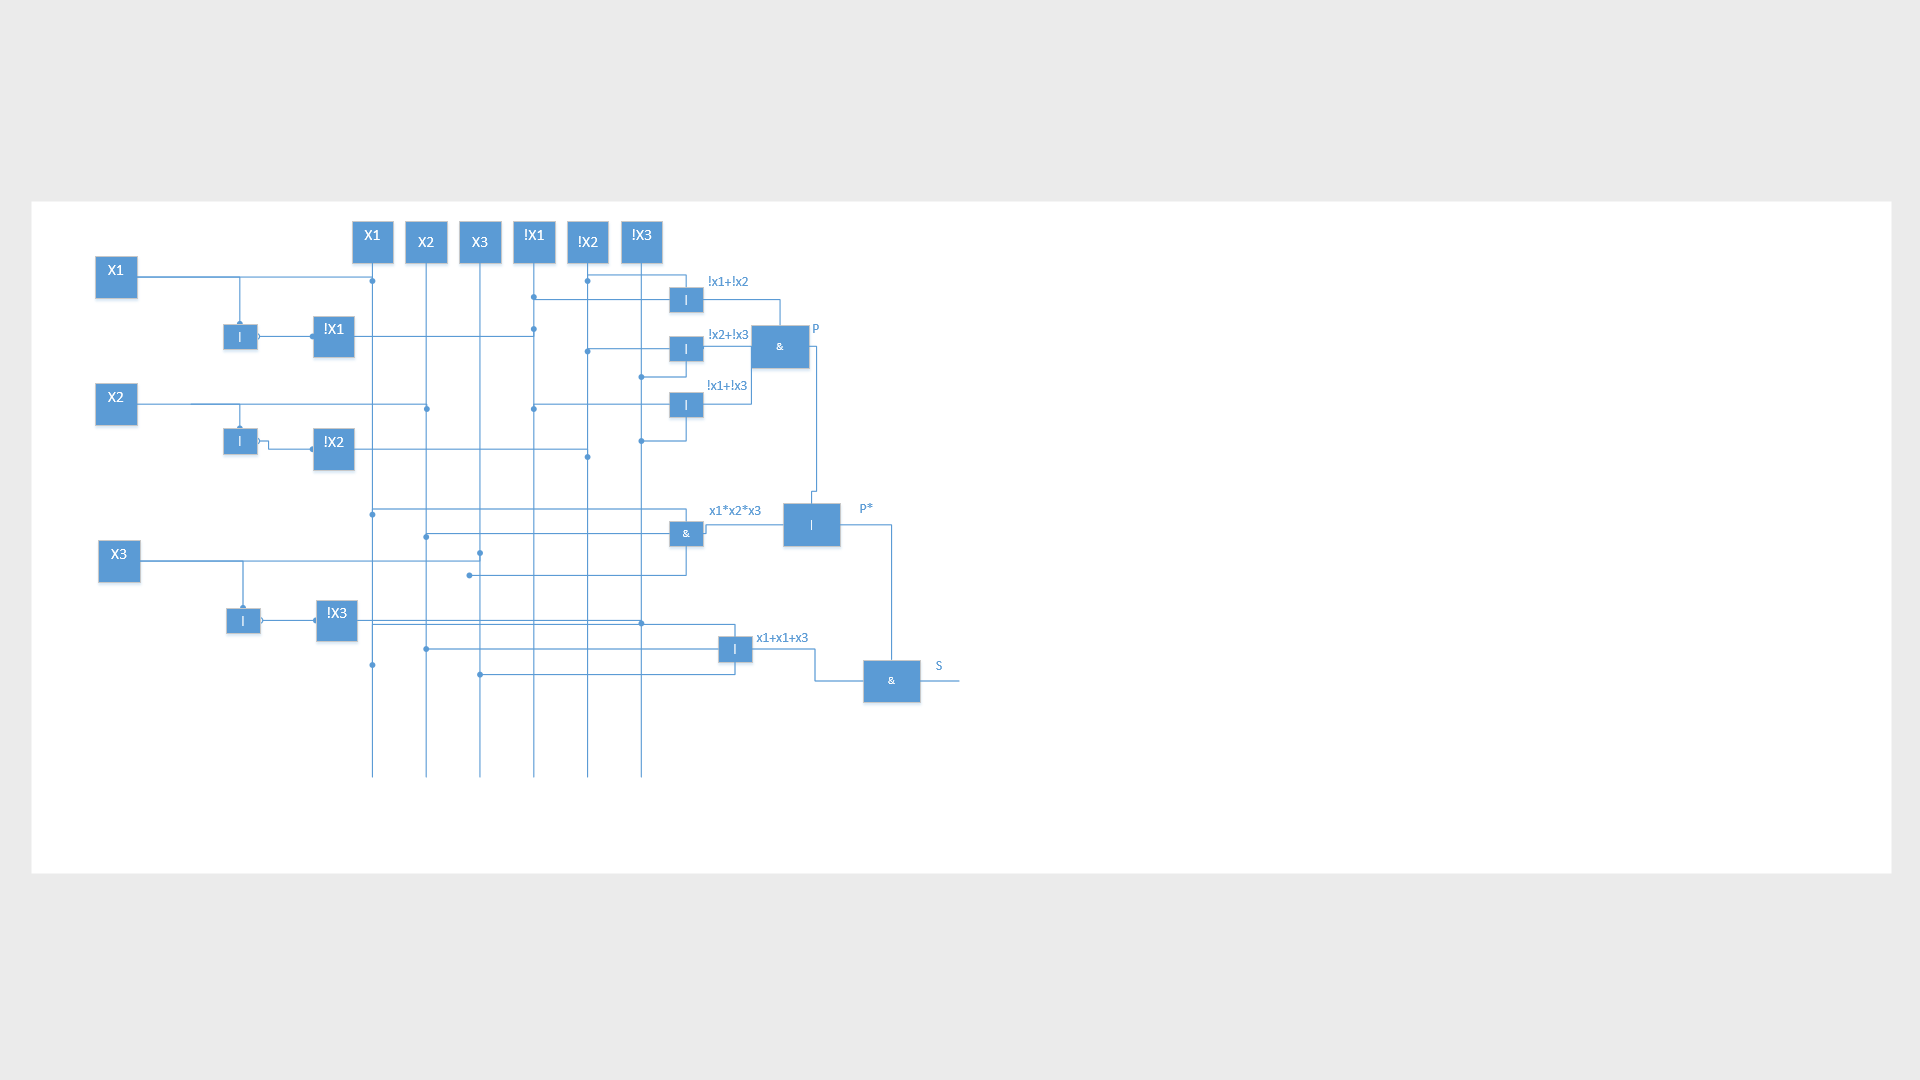 X1
X2
X3
!X1
!X2
!X3
X1
|
!X1
X2
|
!X2
X3
|
!X3
|
!x1+!x2
|
!x2+!x3
&
P
|
!x1+!x3
&
x1*x2*x3
|
P*
|
x1+x1+x3
&
S